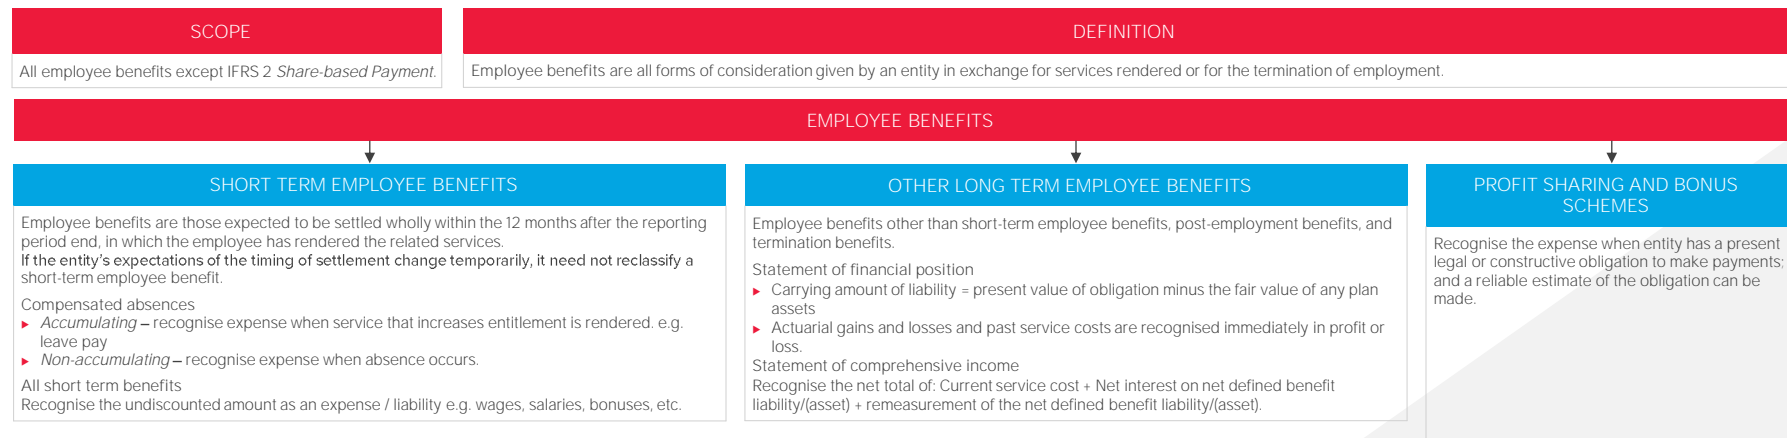 SCOPE
All employee benefits except IFRS 2 Share-based Payment.
DEFINITION
Employee benefits are all forms of consideration given by an entity in exchange for services rendered or for the termination of employment.
EMPLOYEE BENEFITS
SHORT TERM EMPLOYEE BENEFITS
Employee benefits are those expected to be settled wholly within the 12 months after the reporting
period end, in which the employee has rendered the related services.
If the entity's expectations of the timing of settlement change temporarily, it need not reclassify a
short-term employee benefit.
Compensated absences
► Accumulating – recognise expense when service that increases entitlement is rendered. e.g.
leave pay
► Non-accumulating – recognise expense when absence occurs.
All short term benefits
Recognise the undiscounted amount as an expense / liability e.g. wages, salaries, bonuses, etc.
OTHER LONG TERM EMPLOYEE BENEFITS
Employee benefits other than short-term employee benefits, post-employment benefits, and
termination benefits.
Statement of financial position
► Carrying amount of liability = present value of obligation minus the fair value of any plan
assets
► Actuarial gains and losses and past service costs are recognised immediately in profit or
loss.
Statement of comprehensive income
Recognise the net total of: Current service cost + Net interest on net defined benefit
liability/(asset) + remeasurement of the net defined benefit liability/(asset).
PROFIT SHARING AND BONUS
SCHEMES
Recognise the expense when entity has a present
legal or constructive obligation to make payments;
and a reliable estimate of the obligation can be
made.